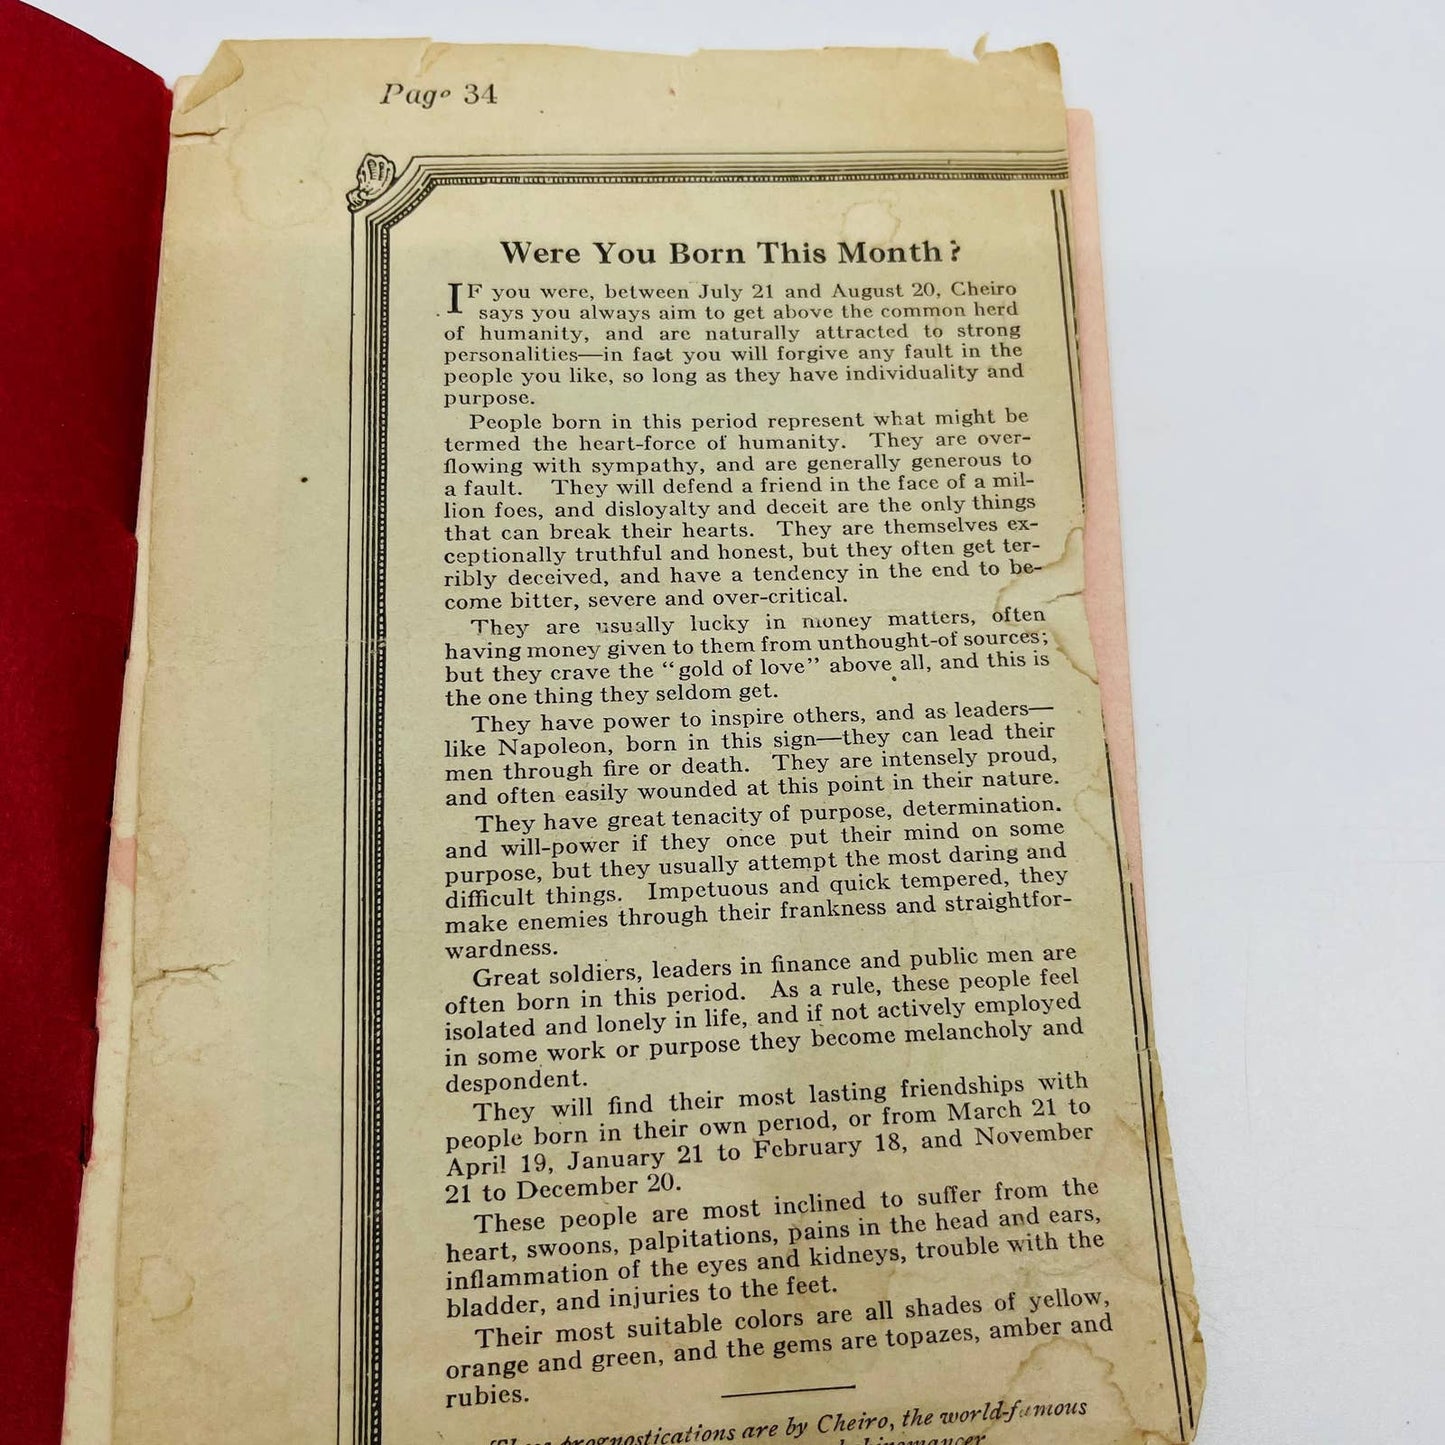 Page 34
Were You Born This Month?
IF you were, between July 21 and August 20, Cheiro
says you always aim to get above the common herd
of humanity, and are naturally attracted to strong
personalities—in fact you will forgive any fault in the
people you like, so long as they have individuality and
purpose.
People born in this period represent what might be
termed the heart-force of humanity. They are over-
flowing with sympathy, and are generally generous to
a fault. They will defend a friend in the face of a mil-
lion foes, and disloyalty and deceit are the only things
that can break their hearts. They are themselves ex-
ceptionally truthful and honest, but they often get ter-
ribly deceived, and have a tendency in the end to be-
come bitter, severe and over-critical.
They are usually lucky in money matters, often
having money given to them from unthought-of sources;
but they crave the “gold of love” above all, and this is
the one thing they seldom get.
They have power to inspire others, and as leaders—
like Napoleon, born in this sign—they can lead their
men through fire or death. They are intensely proud,
and often easily wounded at this point in their nature.
They have great tenacity of purpose, determination.
and will-power if they once put their mind on some
purpose, but they usually attempt the most daring and
difficult things. Impetuous and quick tempered, they
make enemies through their frankness and straightfor-
wardness.
Great soldiers, leaders in finance and public men are
often born in this period. As a rule, these people feel
isolated and lonely in life, and if not actively employed
in some work or purpose they become melancholy and
despondent.
They will find their most lasting friendships with
people born in their own period, or from March 21 to
April 19, January 21 to February 18, and November
21 to December 20.
These people are most inclined to suffer from the
heart, swoons, palpitations, pains in the head and ears,
inflammation of the eyes and kidneys, trouble with the
bladder, and injuries to the feet.
Their most suitable colors are all shades of yellow,
orange and green, and the gems are topazes, amber and
rubies.
prognostications are by Cheiro, the world-famous